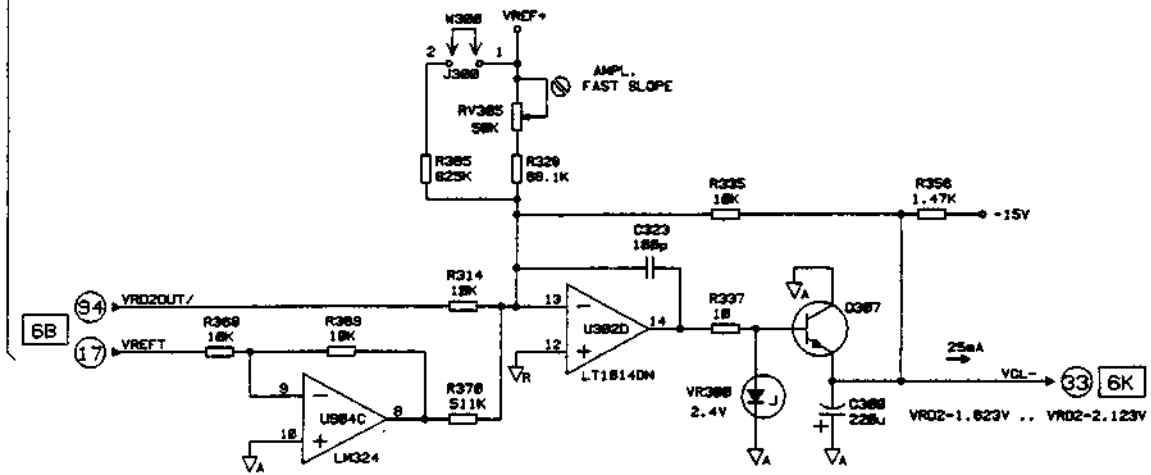 W300
VREF+
2
1
J300
AMPL.
FAST SLOPE
RV305
50K
R305
825K
R320
68.1K
R335
10K
R356
1.47K
-15V
C323
100p
94
VRD2OUT/
R314
10K
13
-
U302D
14
12
+
LT1014DN
R
R337
10
A
Q307
6B
17
VREFT
R368
10K
R369
10K
9
-
U904C
8
10
+
LM324
A
R370
511K
VR300
2.4V
J
A
25mA
VCL-
33
6K
C300
220u
+
A
VRD2-1.623V .. VRD2-2.123V